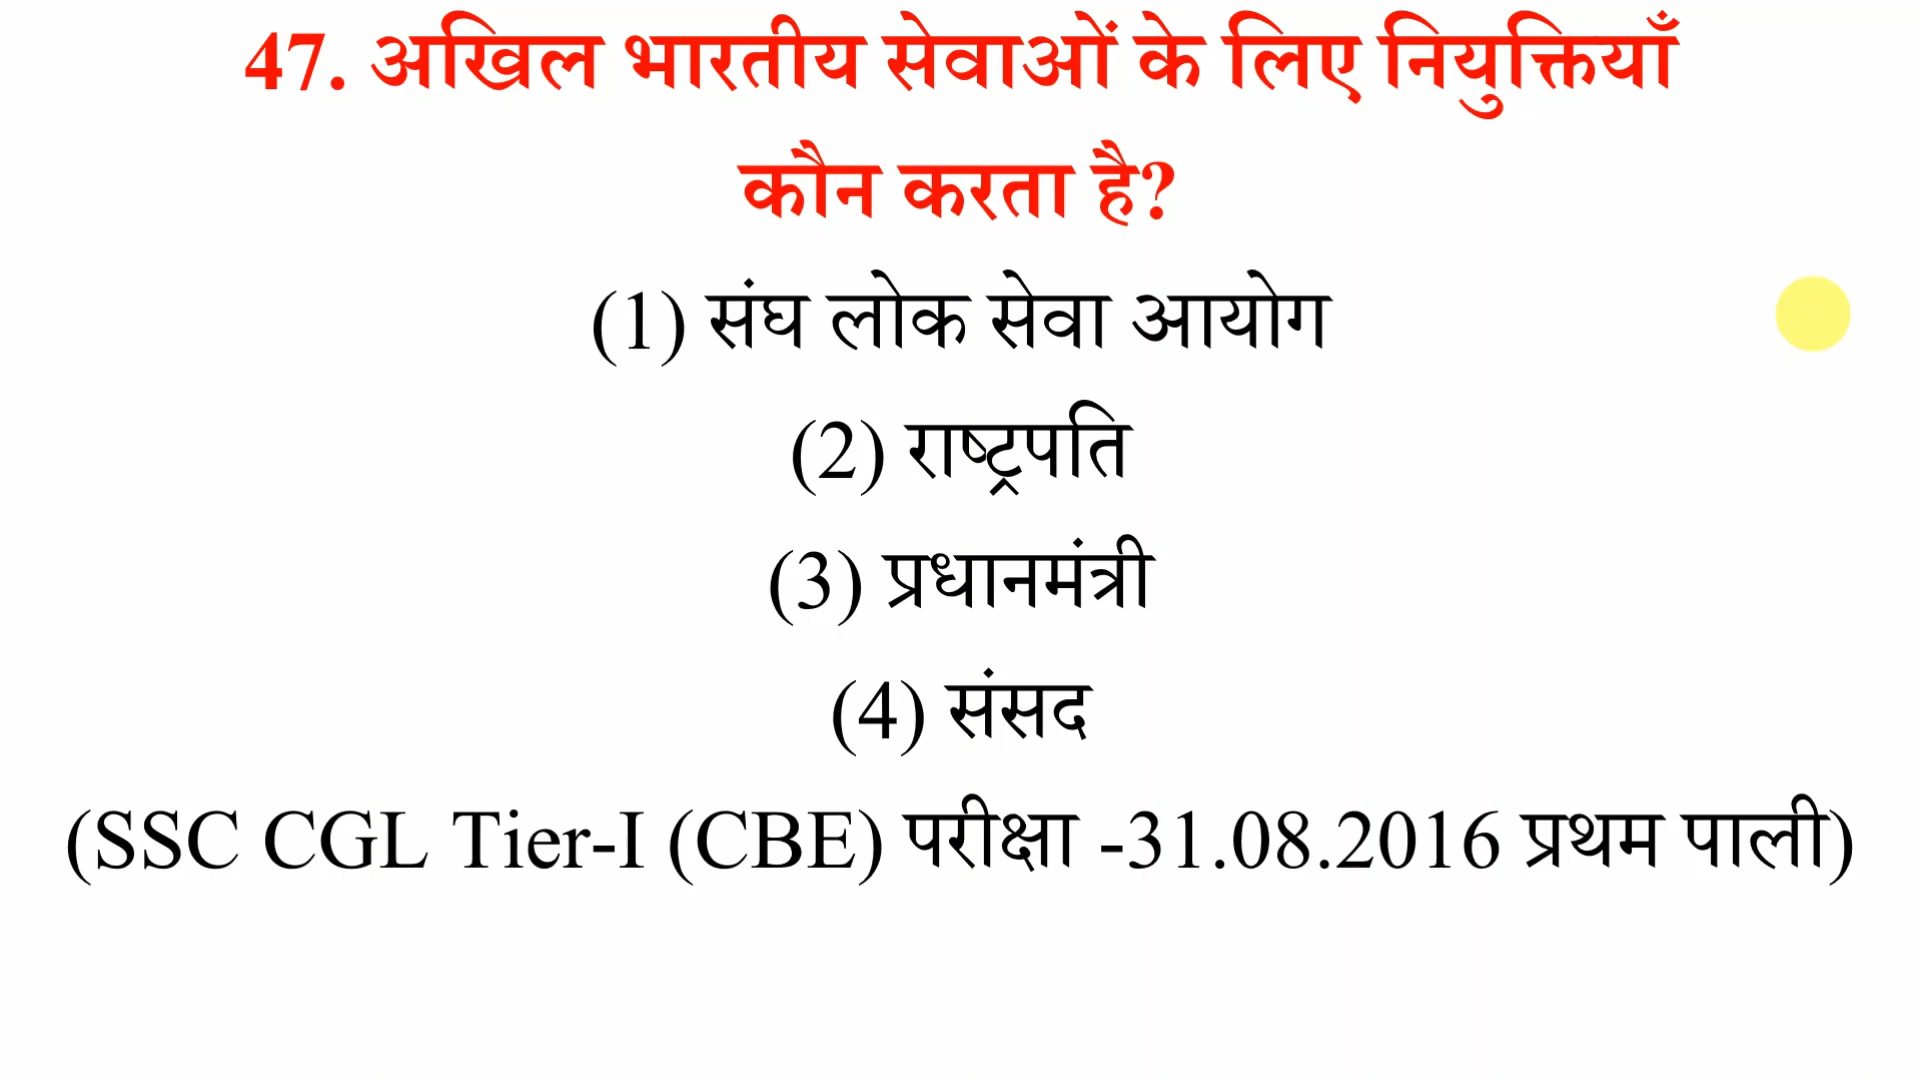 47. अखिल भारतीय सेवाओं के लिए नियुक्तियाँ
कौन करता है?
(1) संघ लोक सेवा आयोग
(2) राष्ट्रपति
(3) प्रधानमंत्री
(4) संसद
(SSC CGL Tier-I (CBE) परीक्षा -31.08.2016 प्रथम पाली)